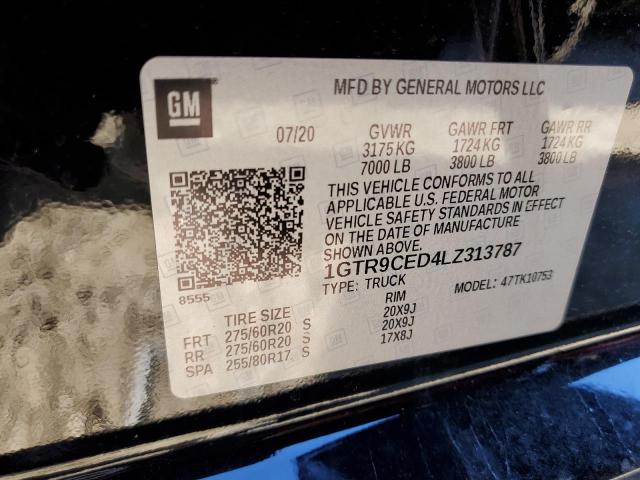 GM
MFD BY GENERAL MOTORS LLC
07/20 GVWR GAWR FRT GAWR RR
3175 KG 1724 KG 1724 KG
7000 LB 3800 LB 3800 LB
THIS VEHICLE CONFORMS TO ALL
APPLICABLE U.S. FEDERAL MOTOR
VEHICLE SAFETY STANDARDS IN EFFECT
ON THE DATE OF MANUFACTURE
SHOWN ABOVE.
1GTR9CED4LZ313787
8555
TYPE: TRUCK MODEL: 47TK10753
TIRE SIZE RIM
FRT 275/60R20 S 20X9J
RR 275/60R20 S 20X9J
SPA 255/80R17 S 17X8J